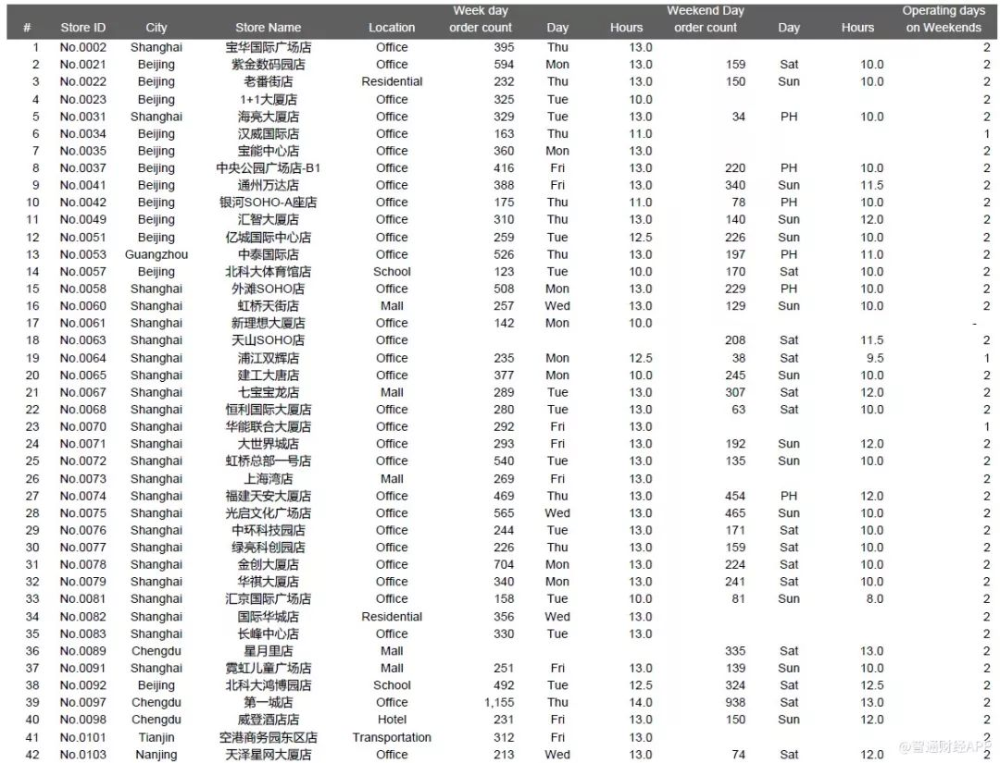 Week day Weekend Day Operating days
# Store ID City Store Name Location order count Day Hours order count Day Hours on Weekends
1 No.0002 Shanghai 宝华国际广场店 Office 395 Thu 13.0 2
2 No.0021 Beijing 紫金数码园店 Office 594 Mon 13.0 159 Sat 10.0 2
3 No.0022 Beijing 老番街店 Residential 232 Thu 13.0 150 Sun 10.0 2
4 No.0023 Beijing 1+1大厦店 Office 325 Tue 10.0 2
5 No.0031 Shanghai 海亮大厦店 Office 329 Tue 13.0 34 PH 10.0 2
6 No.0034 Beijing 汉威国际店 Office 163 Thu 11.0 1
7 No.0035 Beijing 宝能中心店 Office 360 Mon 13.0 2
8 No.0037 Beijing 中央公园广场店-B1 Office 416 Fri 13.0 220 PH 10.0 2
9 No.0041 Beijing 通州万达店 Office 388 Fri 13.0 340 Sun 11.5 2
10 No.0042 Beijing 银河SOHO-A座店 Office 175 Thu 11.0 78 PH 10.0 2
11 No.0049 Beijing 汇智大厦店 Office 310 Thu 13.0 140 Sun 12.0 2
12 No.0051 Beijing 亿城国际中心店 Office 259 Tue 12.5 226 Sun 10.0 2
13 No.0053 Guangzhou 中泰国际店 Office 526 Thu 13.0 197 PH 11.0 2
14 No.0057 Beijing 北科大体育馆店 School 123 Tue 10.0 170 Sat 10.0 2
15 No.0058 Shanghai 外滩SOHO店 Office 508 Mon 13.0 229 PH 10.0 2
16 No.0060 Shanghai 虹桥天街店 Mall 257 Wed 13.0 129 Sun 10.0 2
17 No.0061 Shanghai 新理想大厦店 Office 142 Mon 10.0 -
18 No.0063 Shanghai 天山SOHO店 Office 208 Sat 11.5 2
19 No.0064 Shanghai 浦江双辉店 Office 235 Mon 12.5 38 Sat 9.5 1
20 No.0065 Shanghai 建工大唐店 Office 377 Mon 10.0 245 Sun 10.0 2
21 No.0067 Shanghai 七宝宝龙店 Mall 289 Tue 13.0 307 Sat 12.0 2
22 No.0068 Shanghai 恒利国际大厦店 Office 280 Tue 13.0 63 Sat 10.0 2
23 No.0070 Shanghai 华能联合大厦店 Office 292 Fri 13.0 1
24 No.0071 Shanghai 大世界城店 Office 293 Fri 13.0 192 Sun 12.0 2
25 No.0072 Shanghai 虹桥总部一号店 Office 540 Tue 13.0 135 Sun 10.0 2
26 No.0073 Shanghai 上海湾店 Mall 269 Fri 13.0 2
27 No.0074 Shanghai 福建天安大厦店 Office 469 Thu 13.0 454 PH 12.0 2
28 No.0075 Shanghai 光启文化广场店 Office 565 Wed 13.0 465 Sun 10.0 2
29 No.0076 Shanghai 中环科技园店 Office 244 Tue 13.0 171 Sat 10.0 2
30 No.0077 Shanghai 绿亮科创园店 Office 226 Thu 13.0 159 Sat 10.0 2
31 No.0078 Shanghai 金创大厦店 Office 704 Mon 13.0 224 Sat 10.0 2
32 No.0079 Shanghai 华祺大厦店 Office 340 Mon 13.0 241 Sat 10.0 2
33 No.0081 Shanghai 汇京国际广场店 Office 158 Tue 10.0 81 Sun 8.0 2
34 No.0082 Shanghai 国际华城店 Residential 356 Wed 13.0 2
35 No.0083 Shanghai 长峰中心店 Office 330 Tue 13.0 2
36 No.0089 Chengdu 星月里店 Mall 335 Sat 13.0 2
37 No.0091 Shanghai 霓虹儿童广场店 Mall 251 Fri 13.0 139 Sun 10.0 2
38 No.0092 Beijing 北科大鸿博园店 School 492 Tue 12.5 324 Sat 12.5 2
39 No.0097 Chengdu 第一城店 Office 1,155 Thu 14.0 938 Sat 13.0 2
40 No.0098 Chengdu 威登酒店店 Hotel 231 Fri 13.0 150 Sun 12.0 2
41 No.0101 Tianjin 空港商务园东区店 Transportation 312 Fri 13.0 2
42 No.0103 Nanjing 天泽星网大厦店 Office 213 Wed 13.0 74 Sat 12.0 2
@智通财经APP